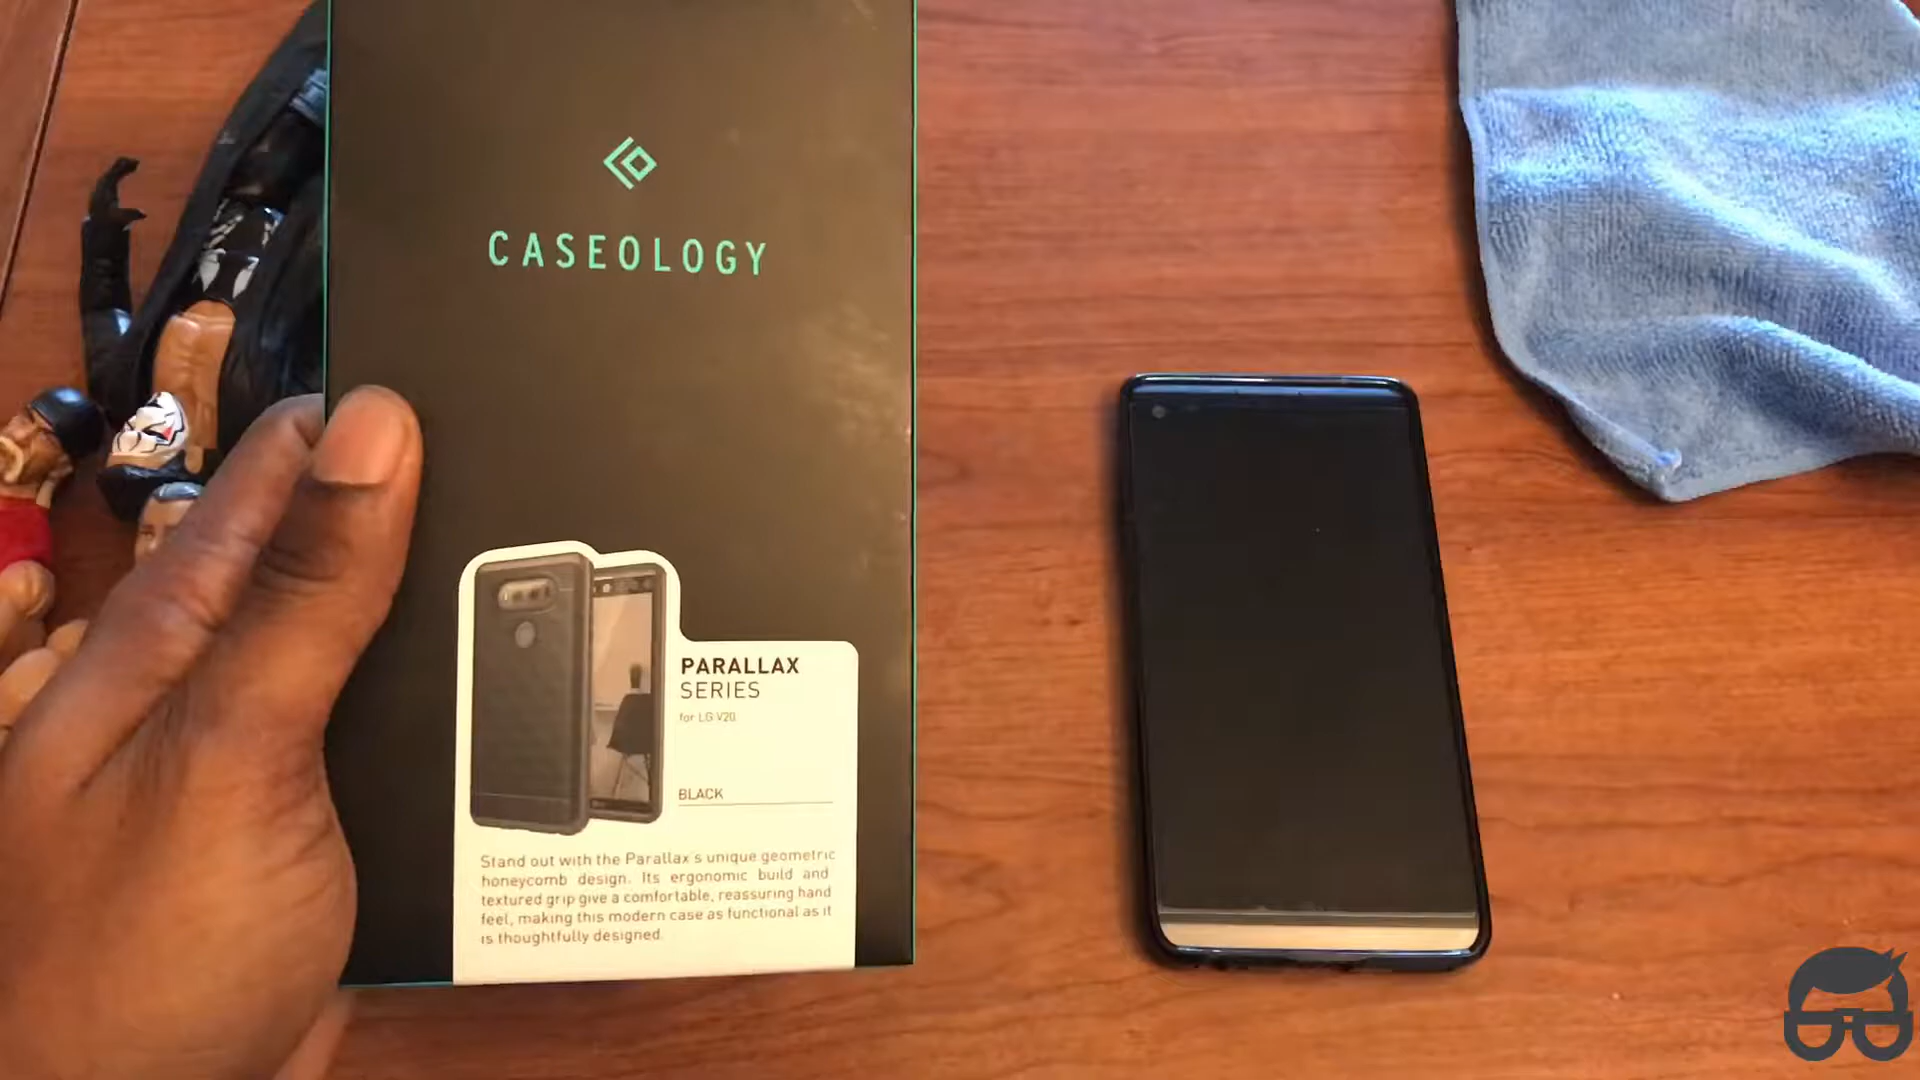 CASEOLOGY
PARALLAX
SERIES
for LG V20
BLACK
Stand out with the Parallax's unique geometric
honeycomb design. Its ergonomic build and
textured grip give a comfortable, reassuring hand
feel, making this modern case as functional as it
is thoughtfully designed.